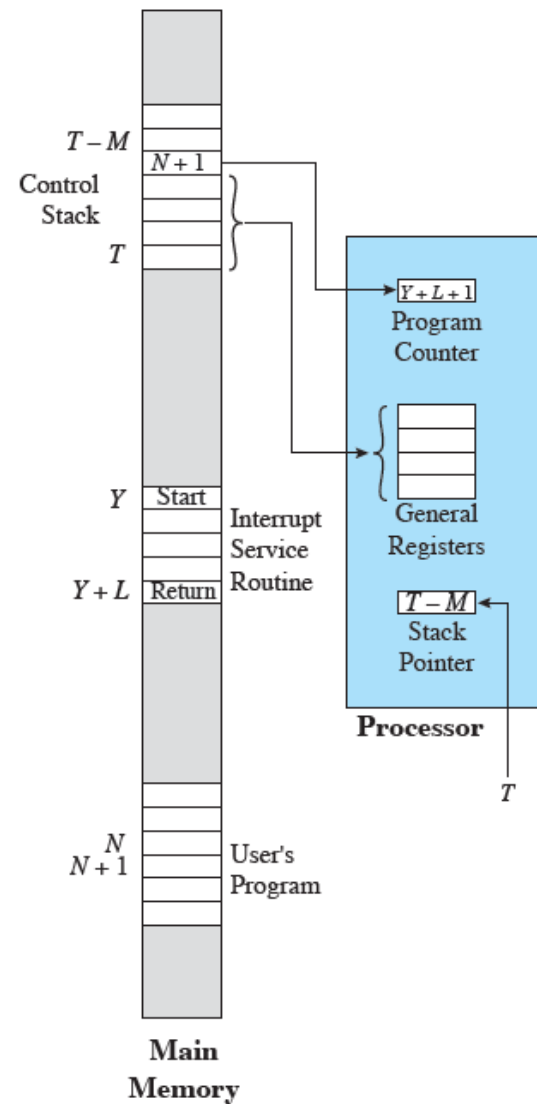 T – M
N + 1
Control
Stack
T
Y + L + 1
Program
Counter
Y
Start
Interrupt
Service
Routine
Y + L
Return
General
Registers
T – M
Stack
Pointer
Processor
T
N
N + 1
User's
Program
Main
Memory